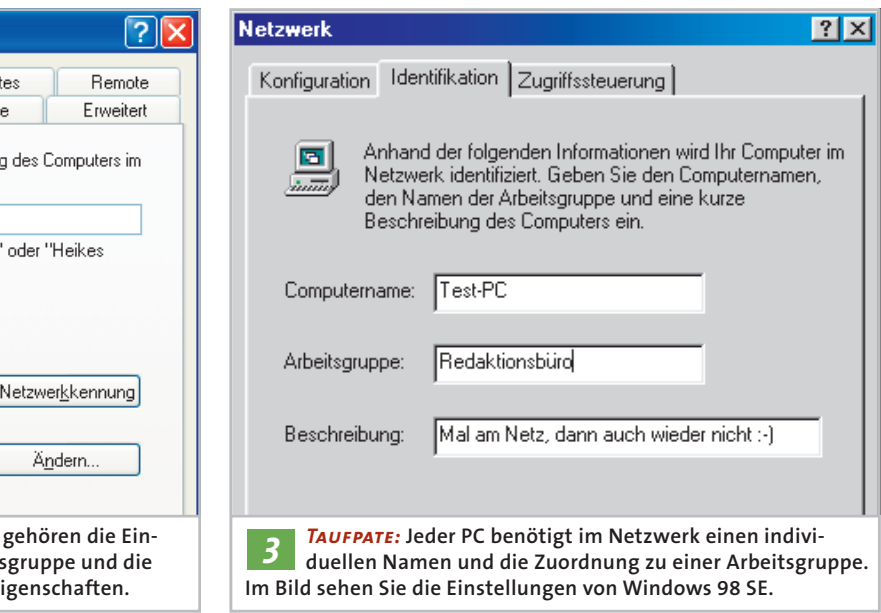 tes
Remote
e
Erweitert
g des Computers im
" oder "Heikes
Netzwerkkennung
Ändern...
gehören die Ein-
sgruppe und die
igenschaften.
Netzwerk
Konfiguration Identifikation Zugriffssteuerung
Anhand der folgenden Informationen wird Ihr Computer im
Netzwerk identifiziert. Geben Sie den Computernamen,
den Namen der Arbeitsgruppe und eine kurze
Beschreibung des Computers ein.
Computername: Test-PC
Arbeitsgruppe: Redaktionsbüro
Beschreibung: Mal am Netz, dann auch wieder nicht :-)
3 TAUFPATE: Jeder PC benötigt im Netzwerk einen indivi-
duellen Namen und die Zuordnung zu einer Arbeitsgruppe.
Im Bild sehen Sie die Einstellungen von Windows 98 SE.